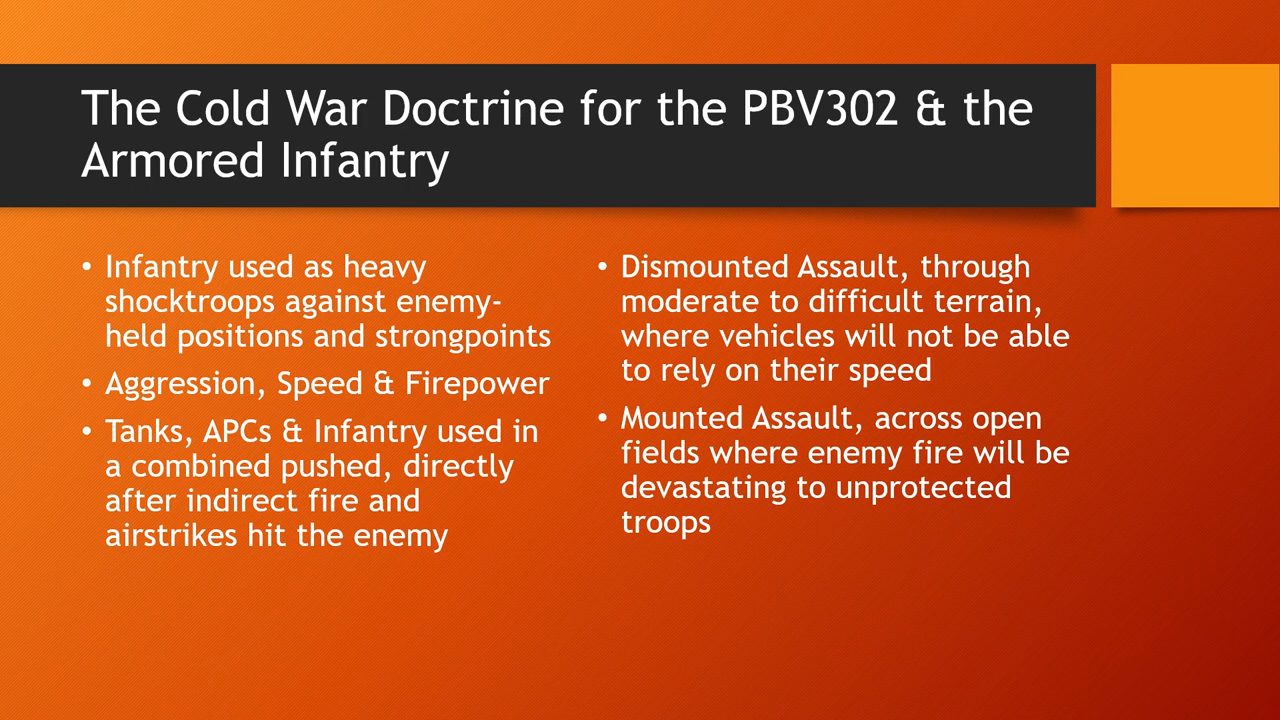 The Cold War Doctrine for the PBV302 & the
Armored Infantry
• Infantry used as heavy
shocktroops against enemy-
held positions and strongpoints
• Aggression, Speed & Firepower
• Tanks, APCs & Infantry used in
a combined pushed, directly
after indirect fire and
airstrikes hit the enemy
• Dismounted Assault, through
moderate to difficult terrain,
where vehicles will not be able
to rely on their speed
• Mounted Assault, across open
fields where enemy fire will be
devastating to unprotected
troops